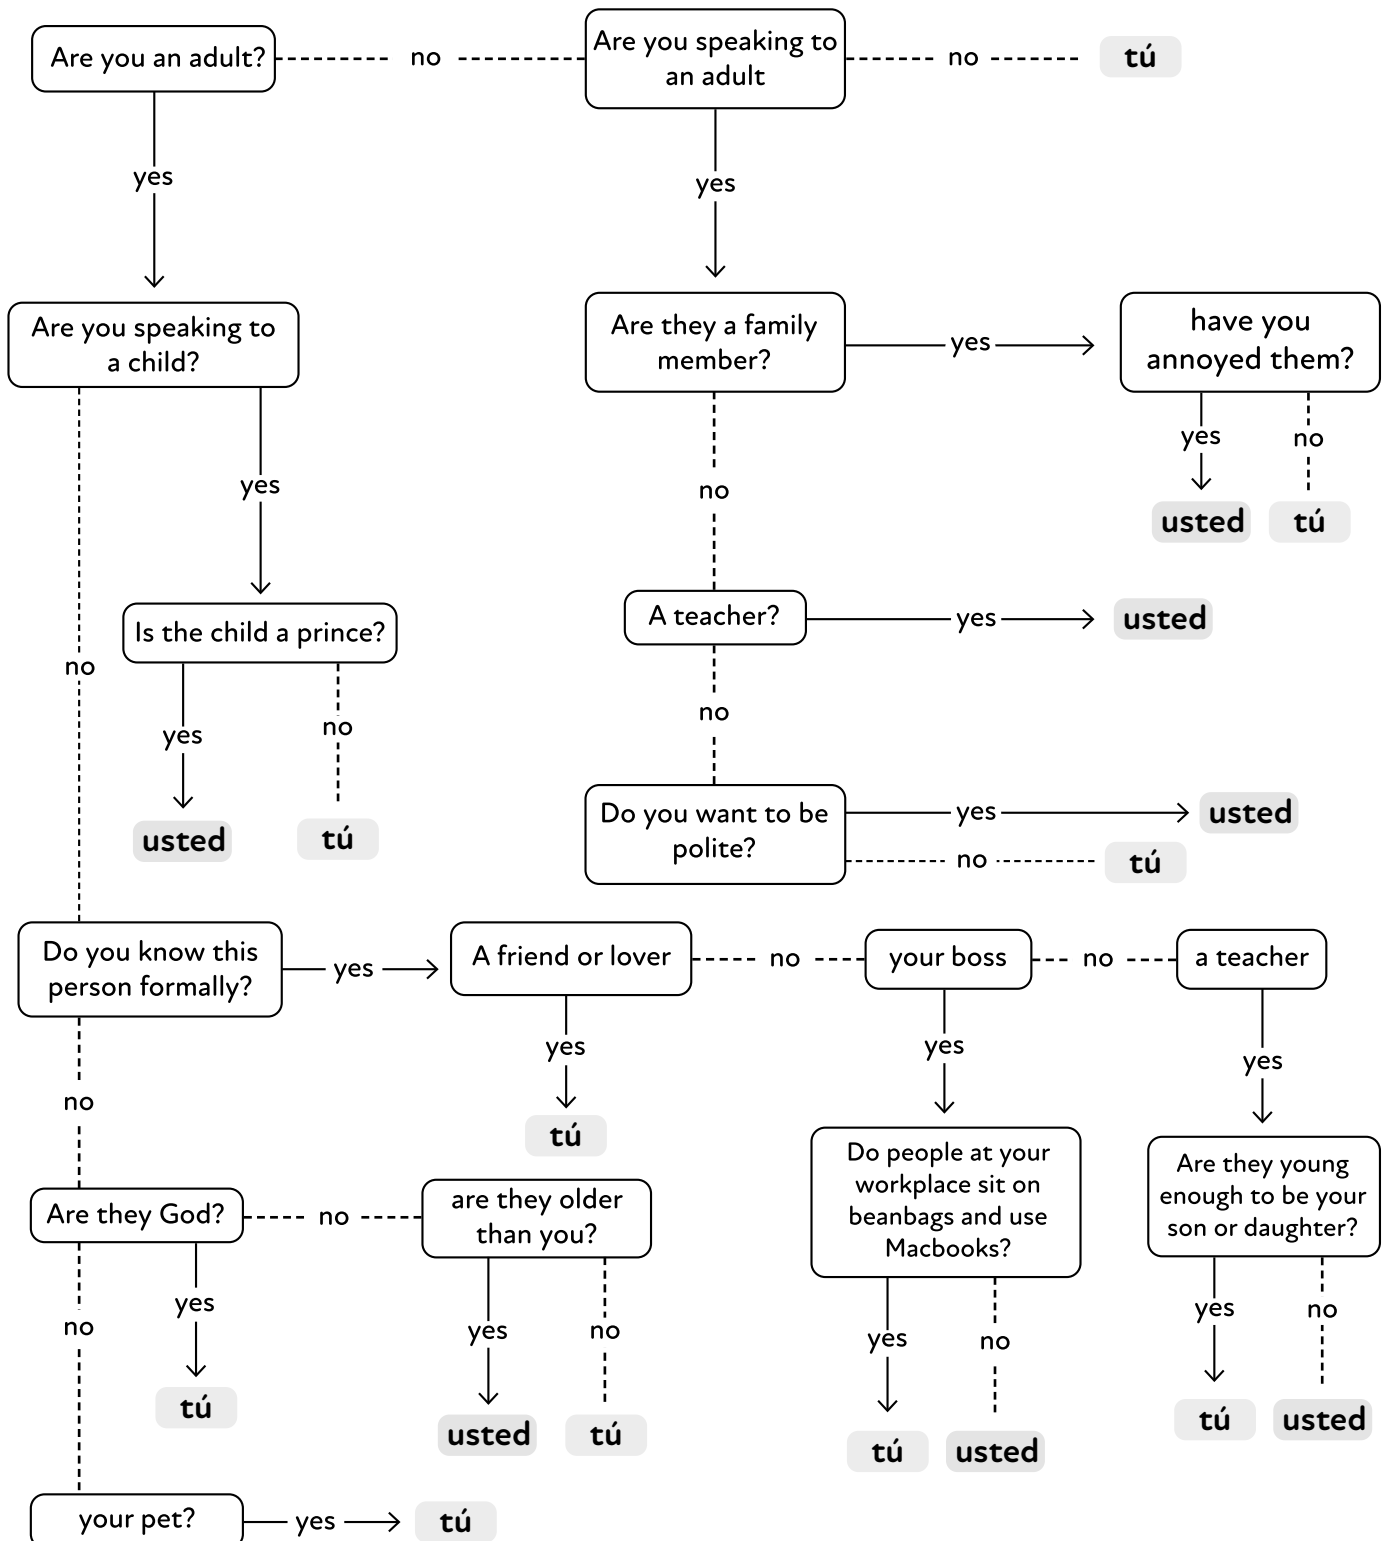 Are you an adult?
no
Are you speaking to
an adult
no
tú
yes
yes
Are you speaking to
a child?
Are they a family
member?
yes
have you
annoyed them?
yes
no
usted
tú
yes
no
Is the child a prince?
A teacher?
yes
usted
no
yes
no
no
usted
tú
Do you want to be
polite?
yes
usted
no
tú
Do you know this
person formally?
yes
A friend or lover
no
your boss
no
a teacher
yes
yes
yes
no
tú
Do people at your
workplace sit on
beanbags and use
Macbooks?
Are they young
enough to be your
son or daughter?
Are they God?
no
are they older
than you?
yes
no
yes
no
yes
no
yes
no
tú
usted
tú
tú
usted
tú
usted
your pet?
yes
tú